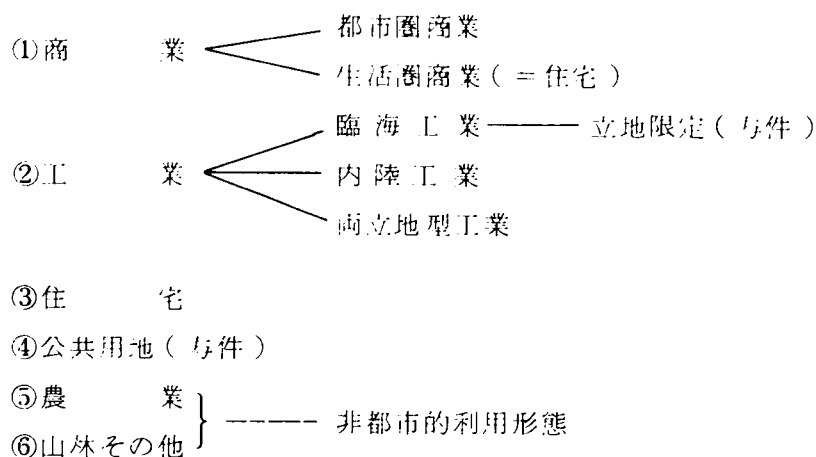 都市圏商業
①商業
生活圏商業(=住宅)
臨海工業 立地限定(与件)
②工業 内陸工業
両立地型工業
③住宅
④公共用地(与件)
⑤農業
非都市的利用形態
⑥山林その他